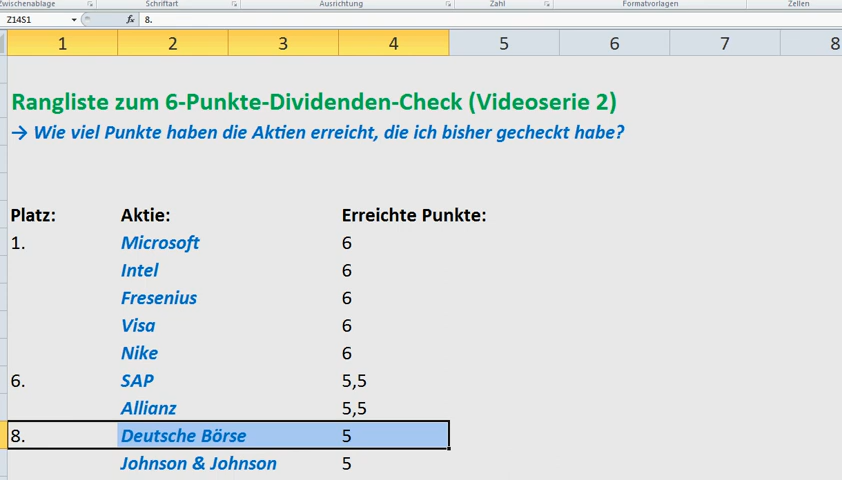 Zwischenablage Schriftart Ausrichtung Zahl Formatvorlagen Zellen
Z14S1 fx 8.
1 2 3 4 5 6 7 8
Rangliste zum 6-Punkte-Dividenden-Check (Videoserie 2)
→ Wie viel Punkte haben die Aktien erreicht, die ich bisher gecheckt habe?
Platz: Aktie: Erreichte Punkte:
1. Microsoft 6
Intel 6
Fresenius 6
Visa 6
Nike 6
6. SAP 5,5
Allianz 5,5
8. Deutsche Börse 5
Johnson & Johnson 5